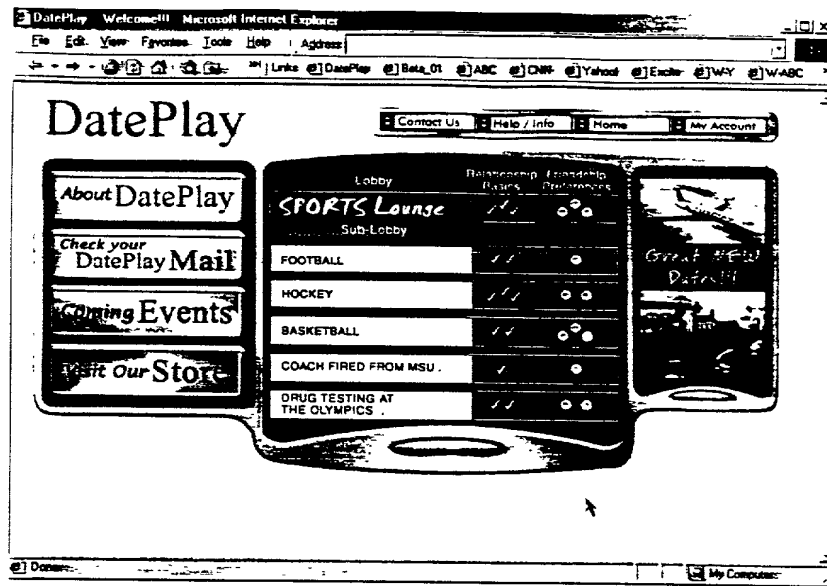 DatePlay Welcome!!! Microsoft Internet Explorer
File Edit View Favorites Tools Help Address
Links DatePlay Beta_01 ABC CNN Yahoo! Excite W-Y W-ABC
DatePlay
Contact Us Help / Info Home My Account
About DatePlay
Check your
DatePlay Mail
Coming Events
Visit Our Store
Lobby
Relationship Basics
Friendship Preferences
SPORTS Lounge
Sub-Lobby
FOOTBALL
HOCKEY
BASKETBALL
COACH FIRED FROM MSU .
DRUG TESTING AT
THE OLYMPICS .
Great NEW
Dates!!!
My Computer